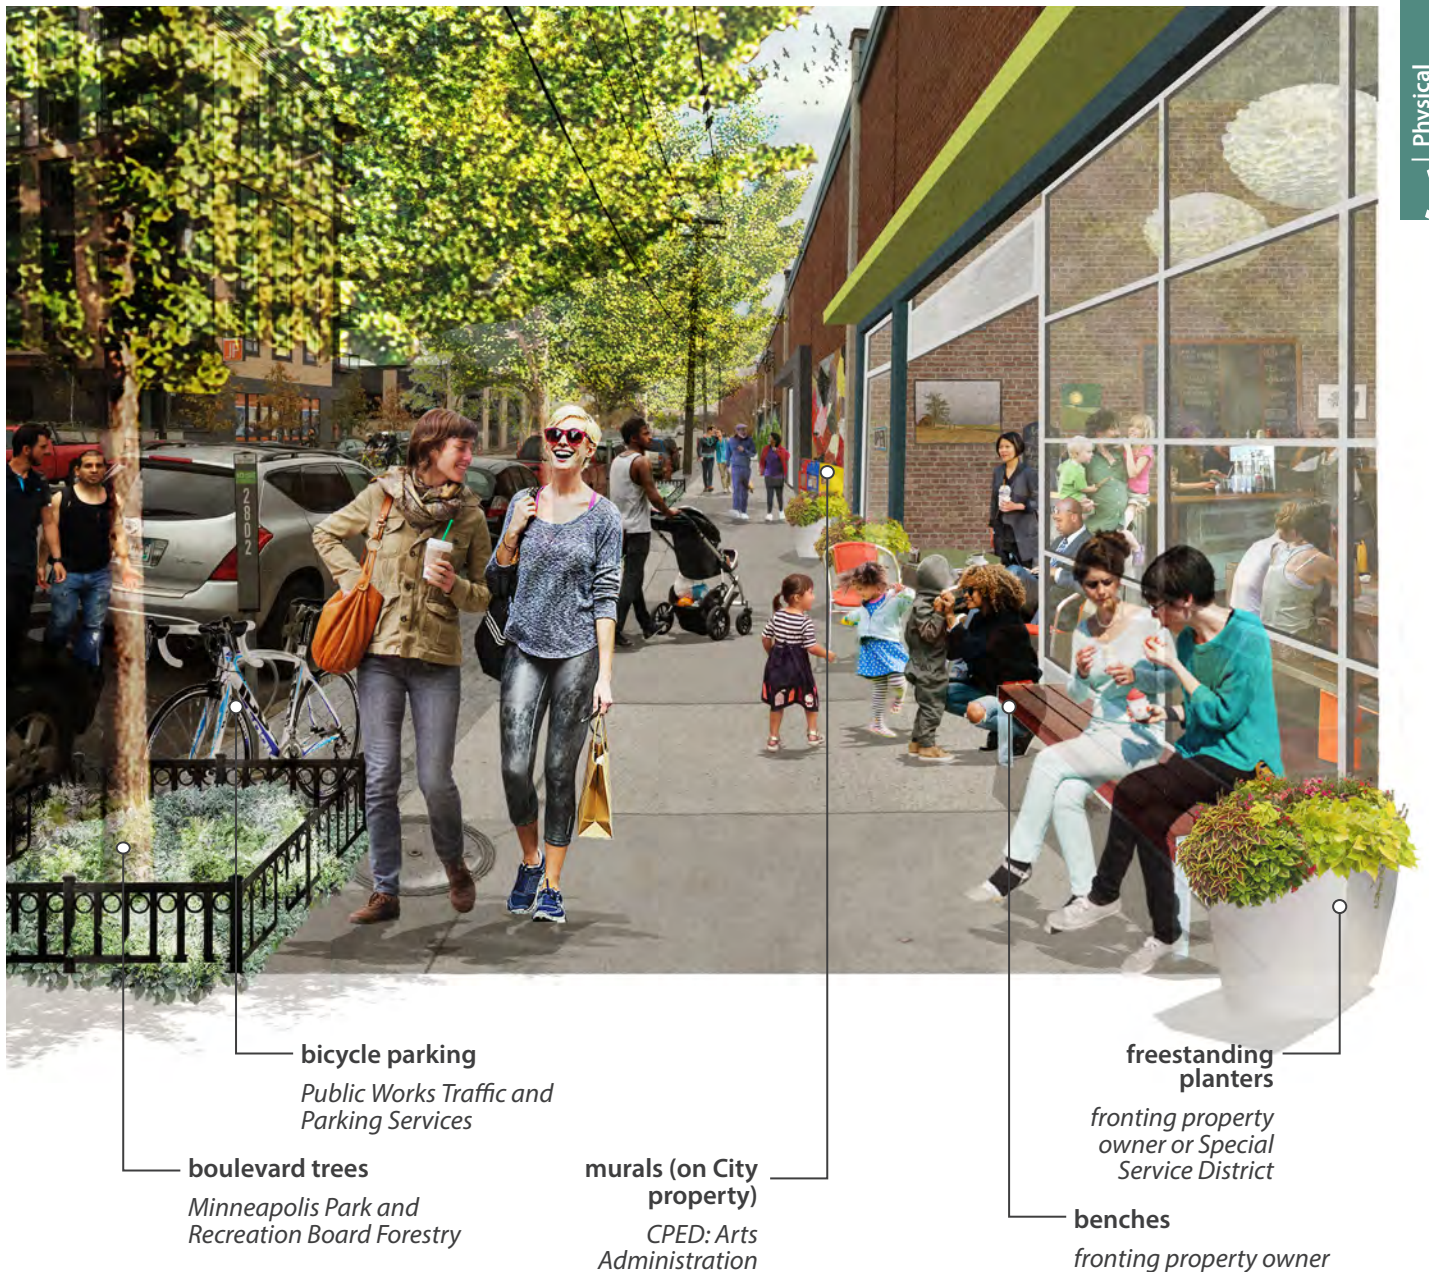 Physical
JP
2802
bicycle parking
Public Works Traffic and
Parking Services
boulevard trees
Minneapolis Park and
Recreation Board Forestry
murals (on City
property)
CPED: Arts
Administration
freestanding
planters
fronting property
owner or Special
Service District
benches
fronting property owner